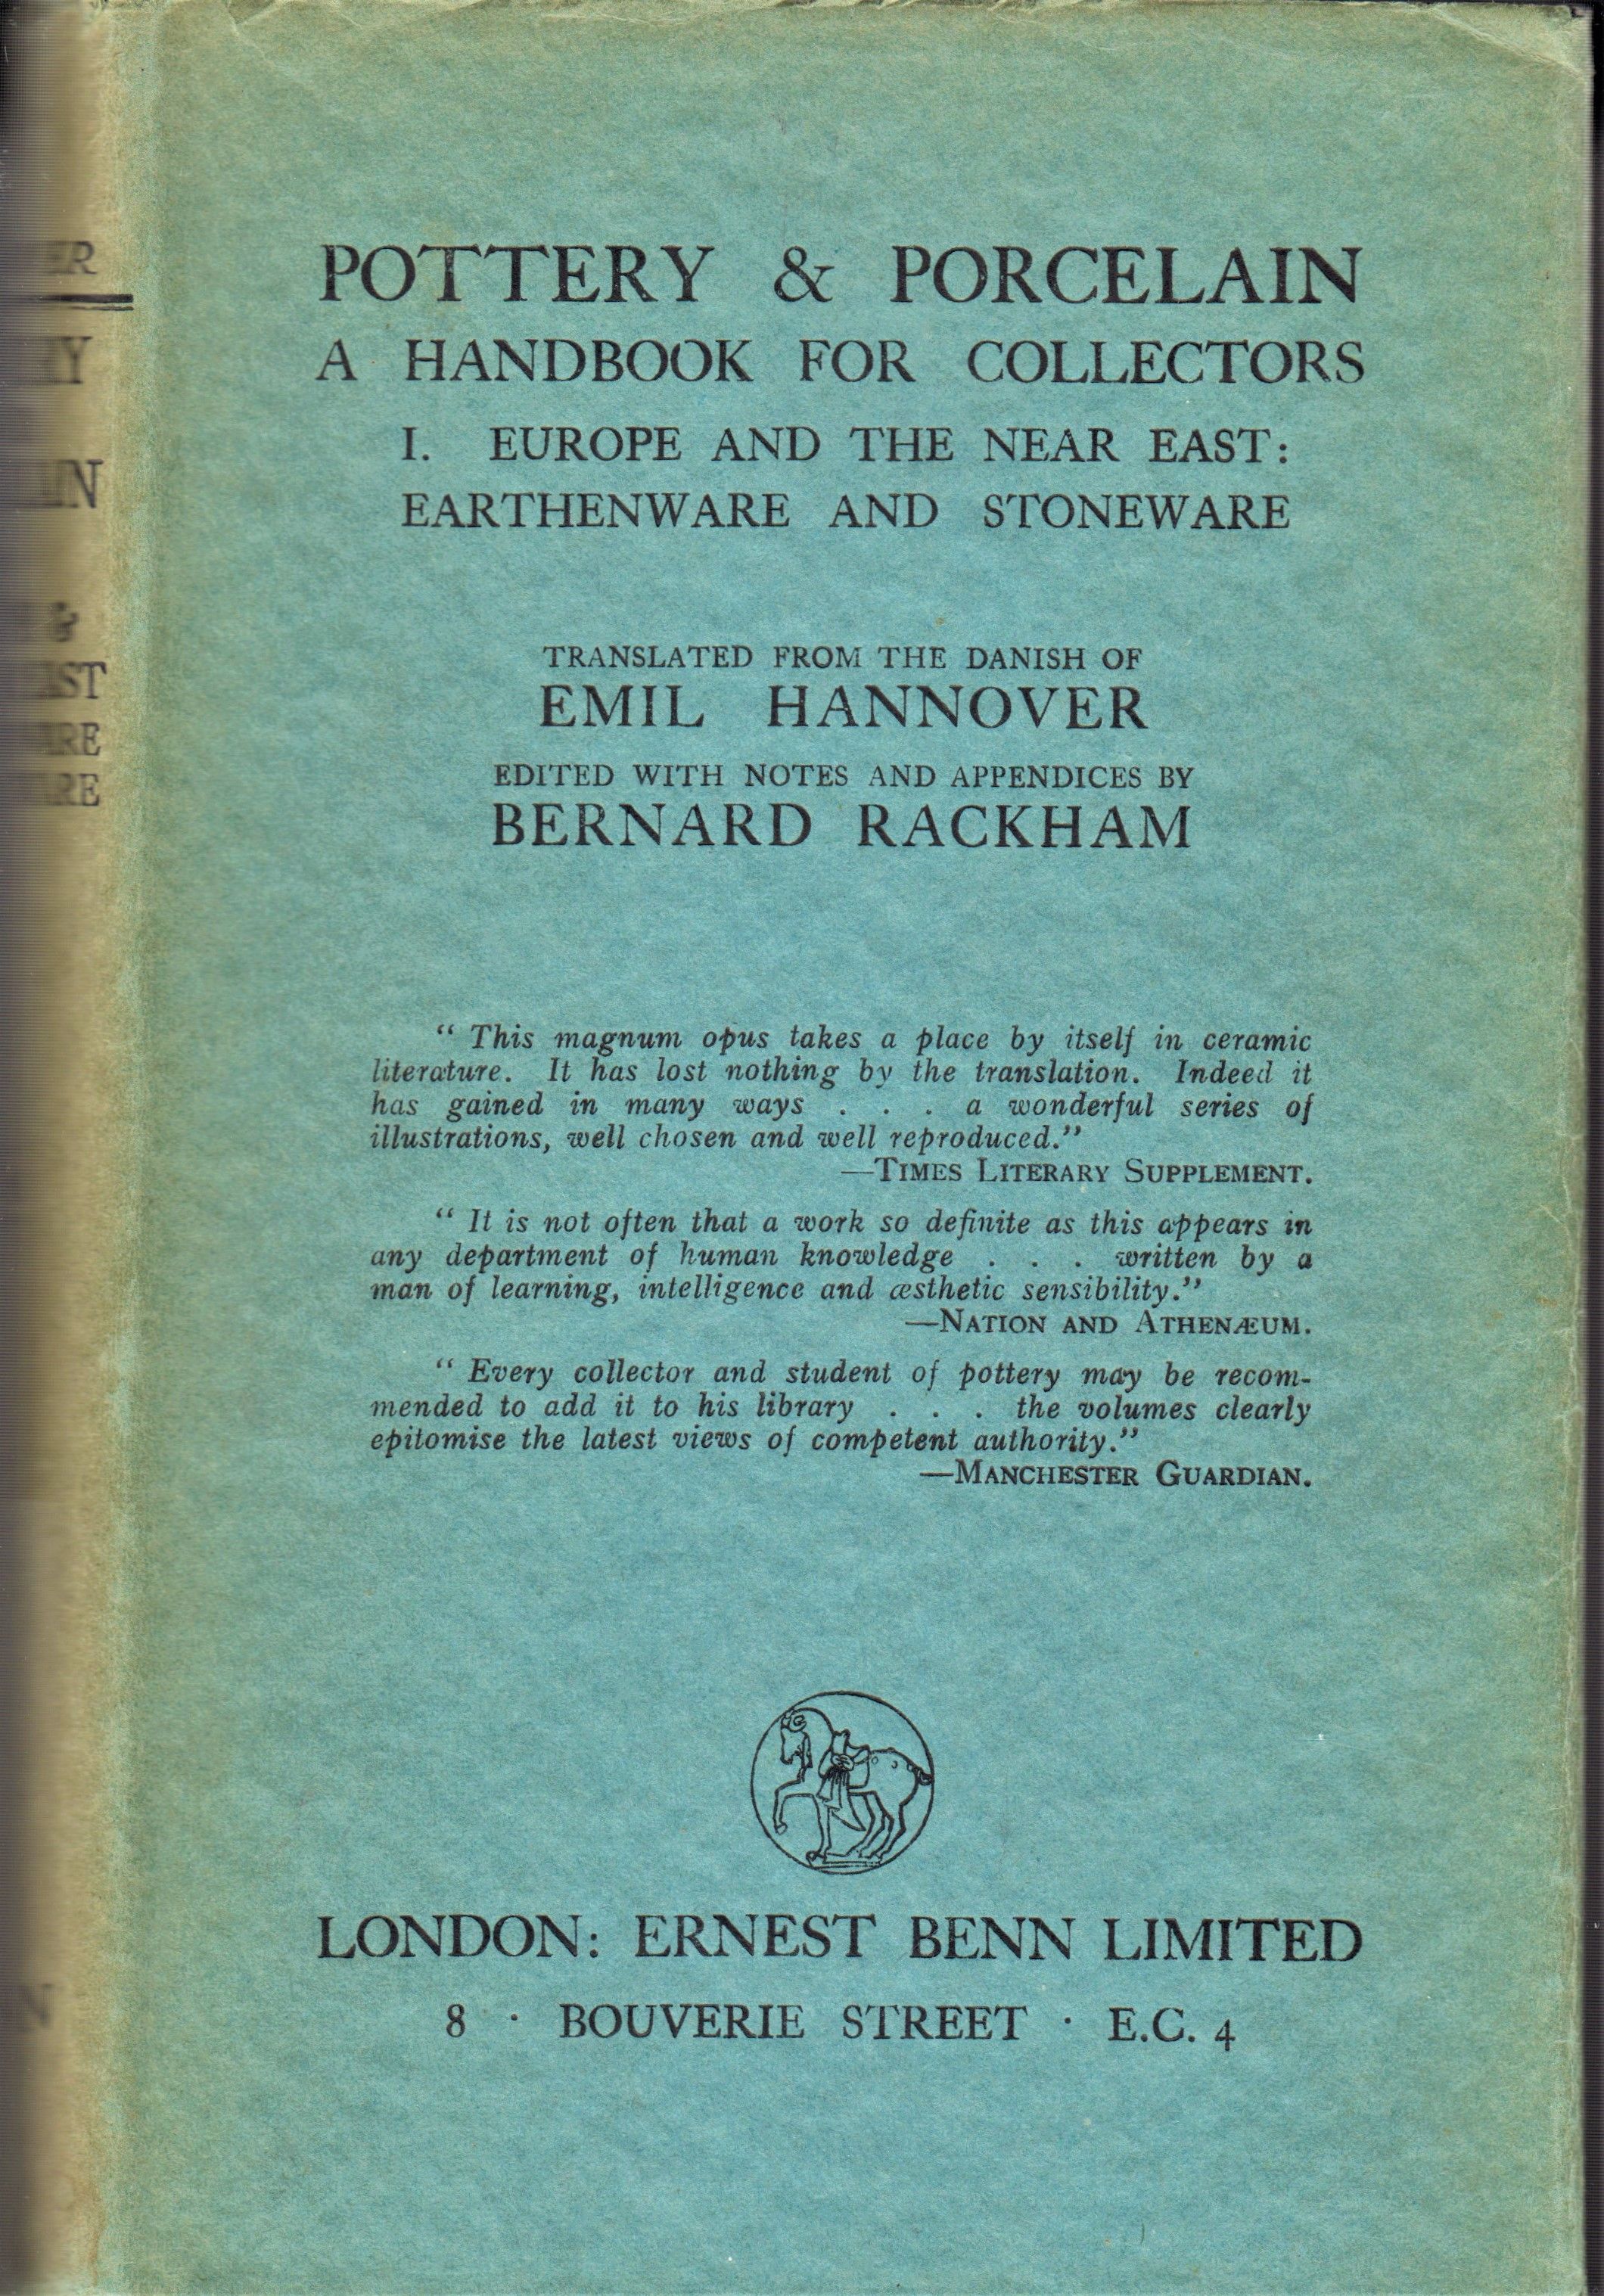 POTTERY & PORCELAIN
A HANDBOOK FOR COLLECTORS
I. EUROPE AND THE NEAR EAST:
EARTHENWARE AND STONEWARE
TRANSLATED FROM THE DANISH OF
EMIL HANNOVER
EDITED WITH NOTES AND APPENDICES BY
BERNARD RACKHAM
“ This magnum opus takes a place by itself in ceramic
literature. It has lost nothing by the translation. Indeed it
has gained in many ways . . . a wonderful series of
illustrations, well chosen and well reproduced.”
—TIMES LITERARY SUPPLEMENT.
“ It is not often that a work so definite as this appears in
any department of human knowledge . . . written by a
man of learning, intelligence and æsthetic sensibility.”
—NATION AND ATHENÆUM.
“ Every collector and student of pottery may be recom-
mended to add it to his library . . . the volumes clearly
epitomise the latest views of competent authority.”
—MANCHESTER GUARDIAN.
LONDON: ERNEST BENN LIMITED
8 · BOUVERIE STREET · E.C. 4